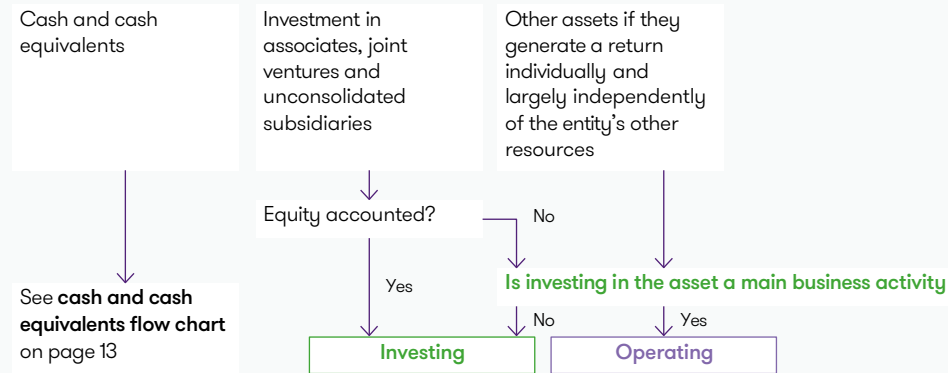 Cash and cash
equivalents
Investment in
associates, joint
ventures and
unconsolidated
subsidiaries
Other assets if they
generate a return
individually and
largely independently
of the entity's other
resources
Equity accounted?
No
Yes
Is investing in the asset a main business activity
See cash and cash
equivalents flow chart
on page 13
No
Yes
Investing
Operating